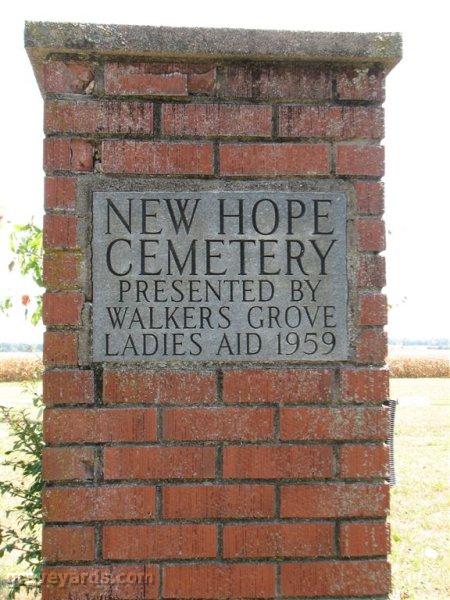 NEW HOPE
CEMETERY
PRESENTED BY
WALKERS GROVE
LADIES AID 1959
graveyards.com